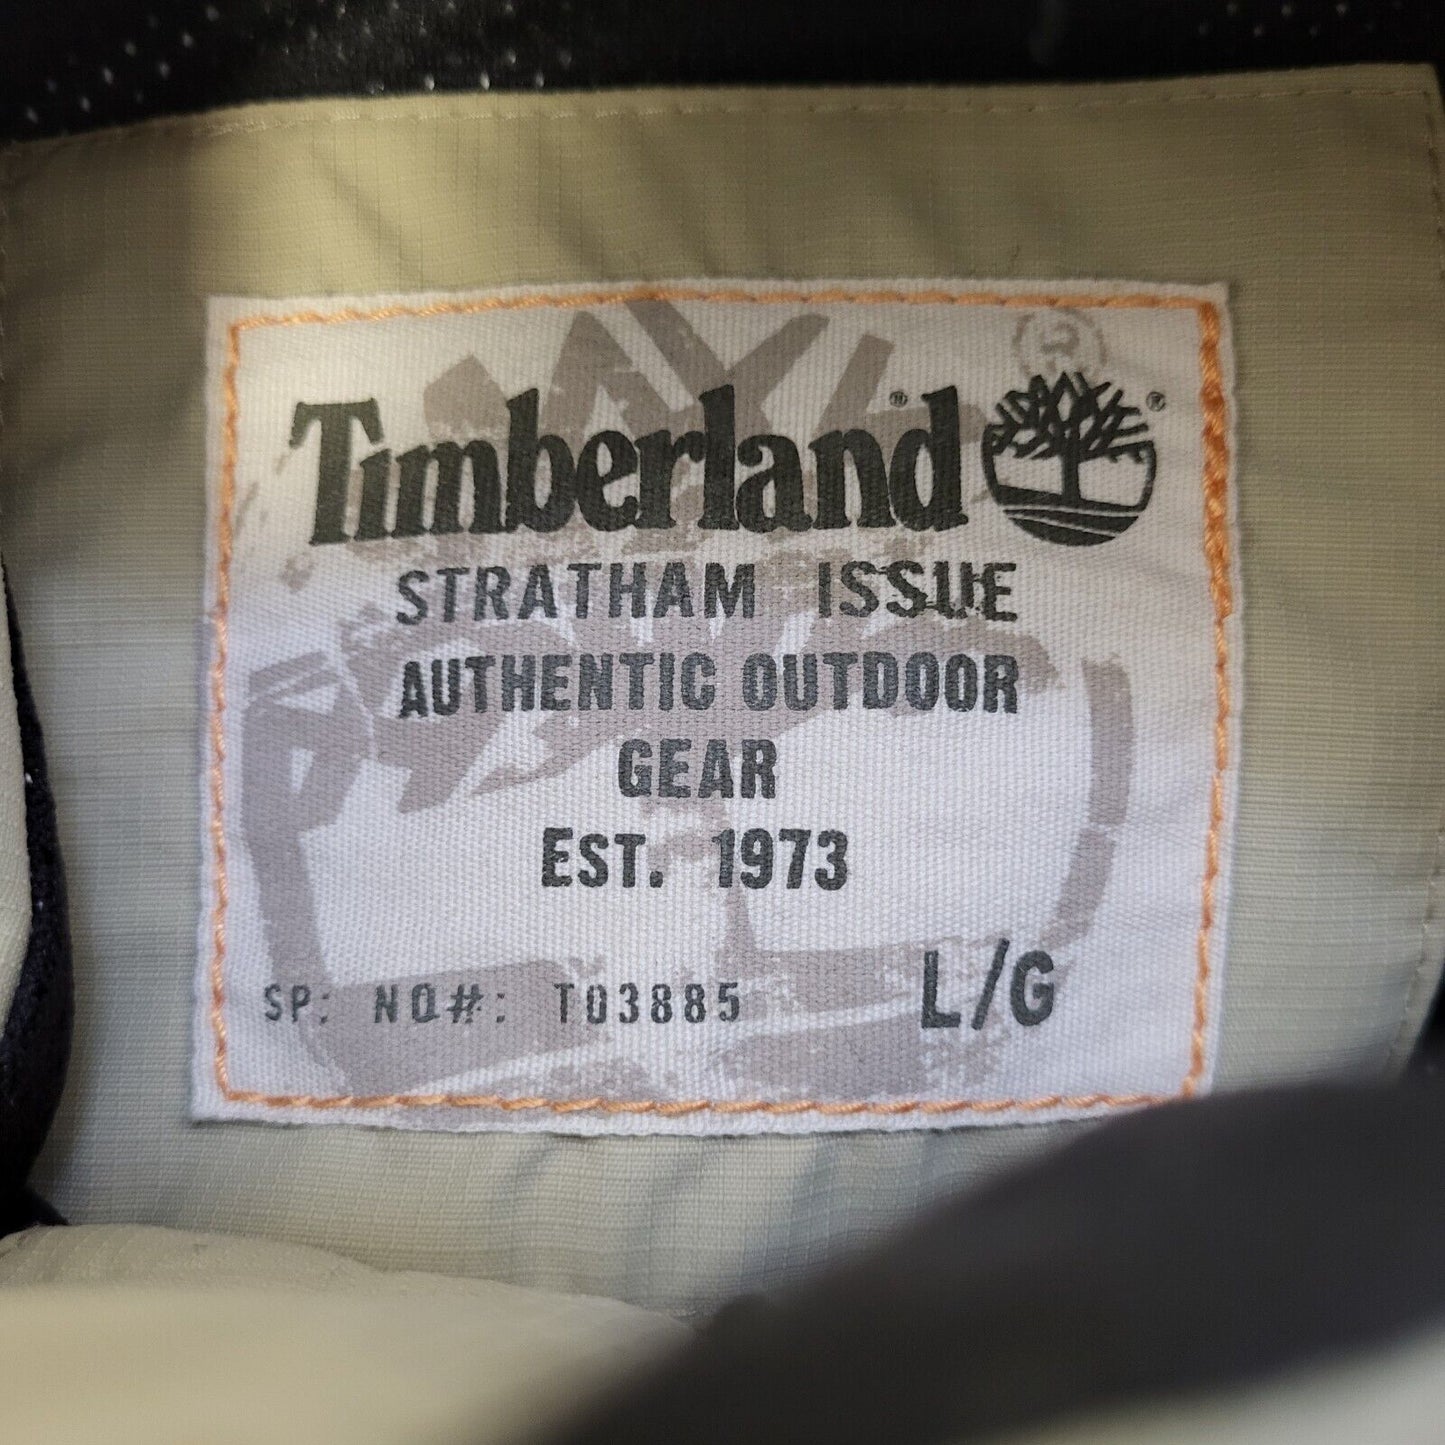 Timberland®
STRATHAM ISSUE
AUTHENTIC OUTDOOR
GEAR
EST. 1973
SP: NO#: T03885 L/G